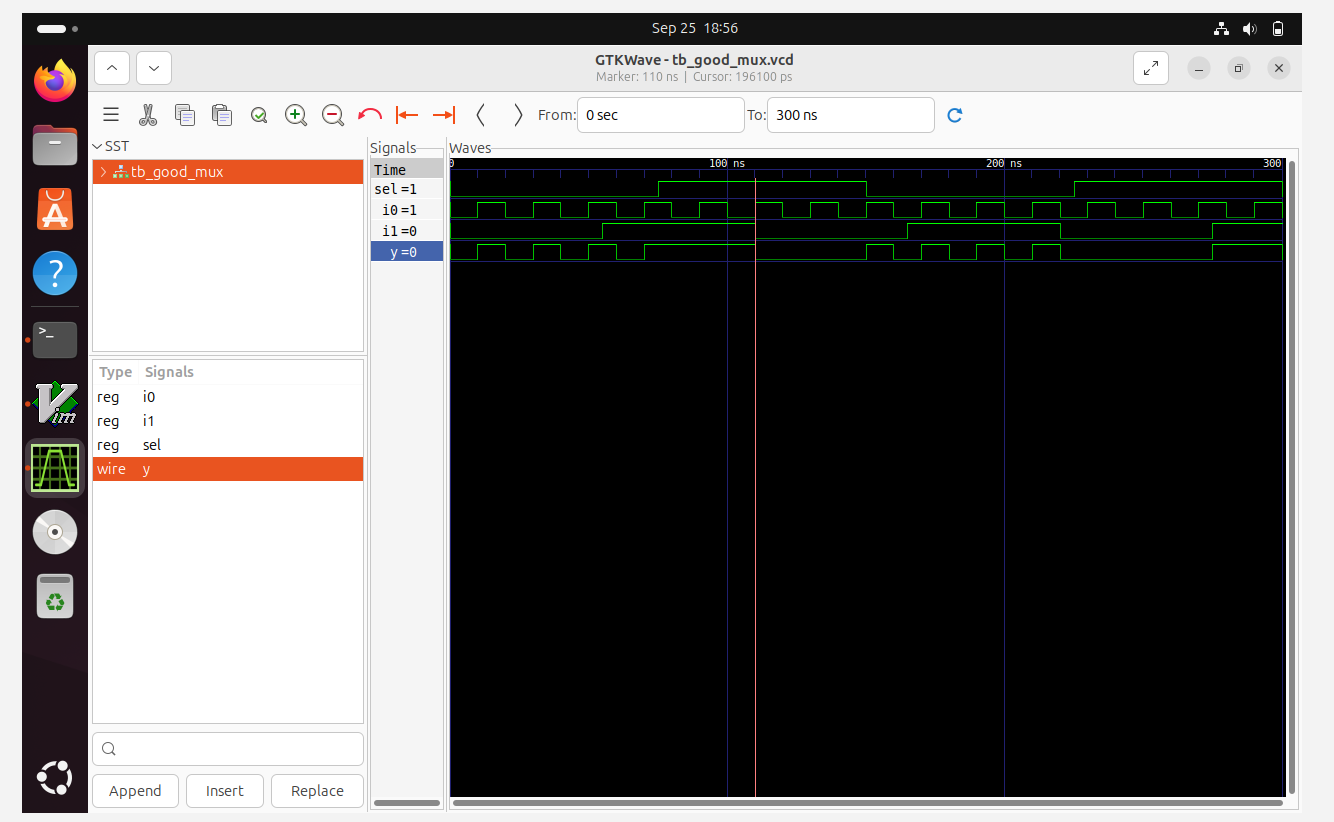 Sep 25 18:56
GTKWave - tb_good_mux.vcd
Marker: 110 ns | Cursor: 196100 ps
From: 0 sec To: 300 ns
SST
tb_good_mux
Type Signals
reg i0
reg i1
reg sel
wire y
Append Insert Replace
Signals
Time
sel=1
i0=1
i1=0
y=0
Waves
0 100 ns 200 ns 300
>_
A
?
Vim